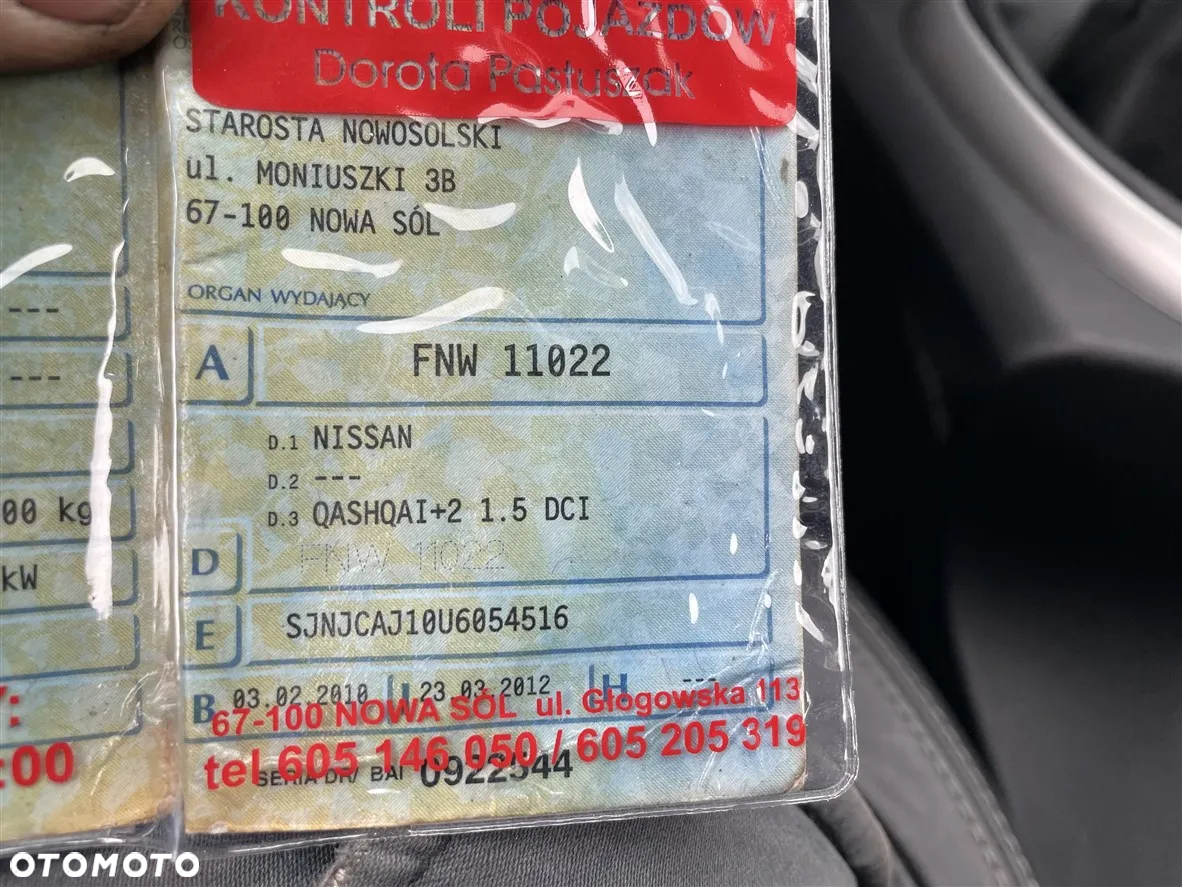 KONTROLI POJAZDÓW
Dorota Pastuszak
STAROSTA NOWOSOLSKI
ul. MONIUSZKI 3B
67-100 NOWA SÓL
ORGAN WYDAJĄCY
---
A FNW 11022
---
D.1 NISSAN
D.2 ---
00 kg
D.3 QASHQAI+2 1.5 DCI
D FNW 11022
kW
E SJNJCAJ10U6054516
B 03.02.2010 I 23.03.2012 H ---
67-100 NOWA SÓL ul. Głogowska 113
:00
tel 605 146 050 / 605 205 319
SERIA DR/ BAI 0922544
OTOMOTO